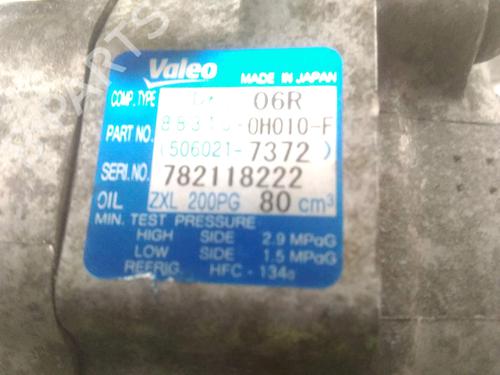 Valeo MADE IN JAPAN
COMP. TYPE 06R
PART NO. 88310-0H010-F
(506021-7372)
SERI.NO. 782118222
OIL ZXL 200PG 80 cm³
MIN. TEST PRESSURE
HIGH SIDE 2.9 MPaG
LOW SIDE 1.5 MPaG
REFRIG. HFC-134a